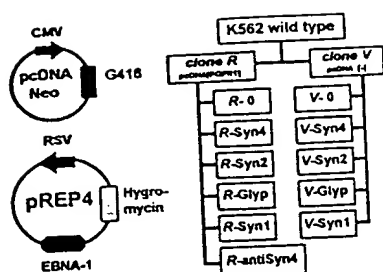 CMV
pcDNA
Neo
G418
RSV
pREP4
Hygro-
mycin
EBNA-1
K562 wild type
clone R
clone V
R- 0
V- 0
R-Syn4
V-Syn4
R-Syn2
V-Syn2
R-Glyp
V-Glyp
R-Syn1
V-Syn1
R-antiSyn4